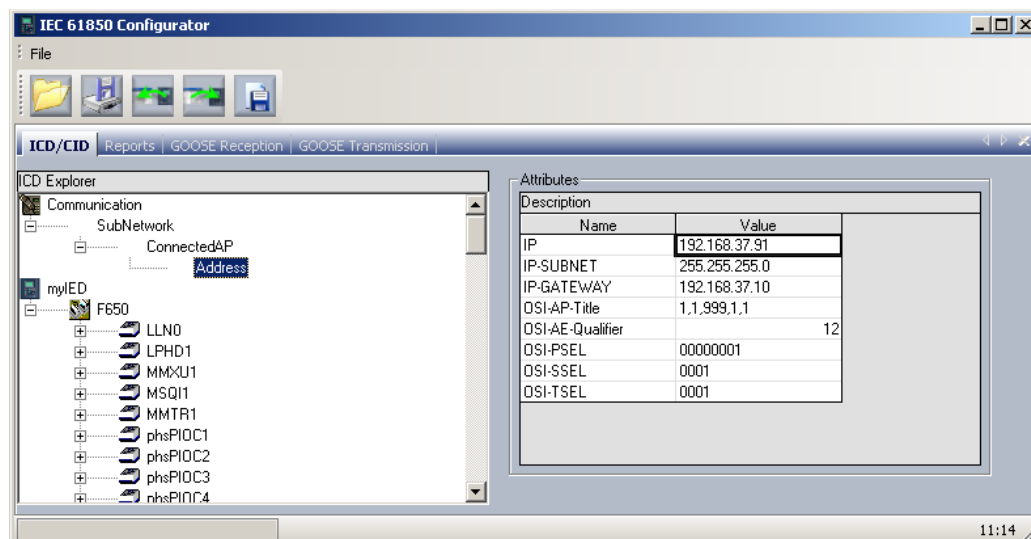 IEC 61850 Configurator
File
ICD/CID Reports GOOSE Reception GOOSE Transmission
ICD Explorer
Communication
SubNetwork
ConnectedAP
Address
myIED
F650
LLN0
LPHD1
MMXU1
MSQI1
MMTR1
phsPIOC1
phsPIOC2
phsPIOC3
phsPIOC4
Attributes
Description
Name Value
IP 192.168.37.91
IP-SUBNET 255.255.255.0
IP-GATEWAY 192.168.37.10
OSI-AP-Title 1,1,999,1,1
OSI-AE-Qualifier 12
OSI-PSEL 00000001
OSI-SSEL 0001
OSI-TSEL 0001
11:14